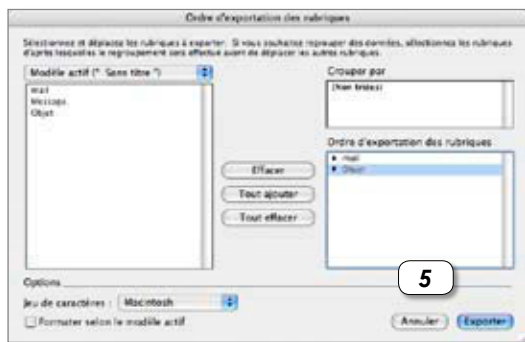 Ordre d'exportation des rubriques
Sélectionnez et déplacez les rubriques à exporter. Si vous souhaitez regrouper des données, sélectionnez les rubriques
d'après lesquelles le regroupement sera effectué avant de déplacer les autres rubriques.
Modèle actif (" Sans titre ")
Grouper par
mail
Message
Objet
(Non triées)
Ordre d'exportation des rubriques
mail
Objet
Effacer
Tout ajouter
Tout effacer
5
Options
Jeu de caractères : Macintosh
Formater selon le modèle actif
Annuler
Exporter